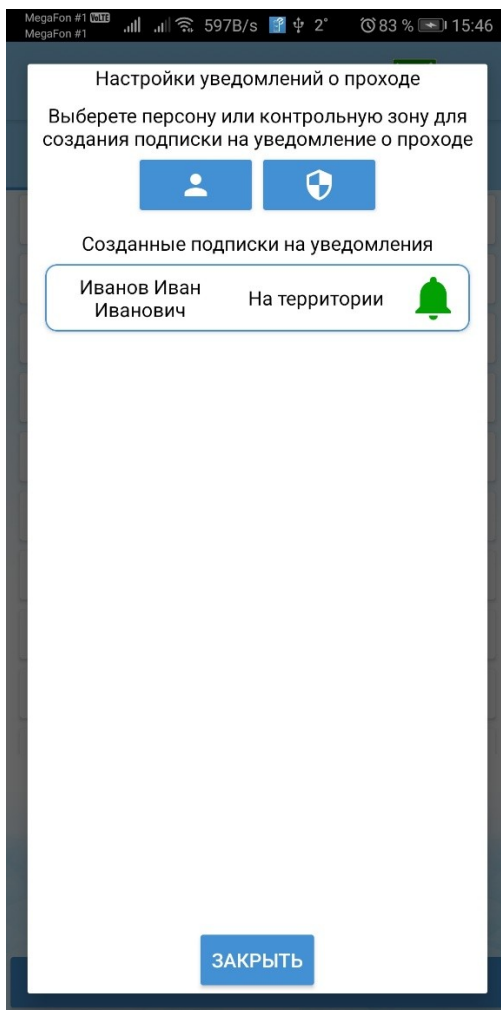 MegaFon #1 VoLTE
MegaFon #1
597B/s 2° 83 % 15:46
Настройки уведомлений о проходе
Выберете персону или контрольную зону для
создания подписки на уведомление о проходе
Созданные подписки на уведомления
Иванов Иван
Иванович
На территории
ЗАКРЫТЬ